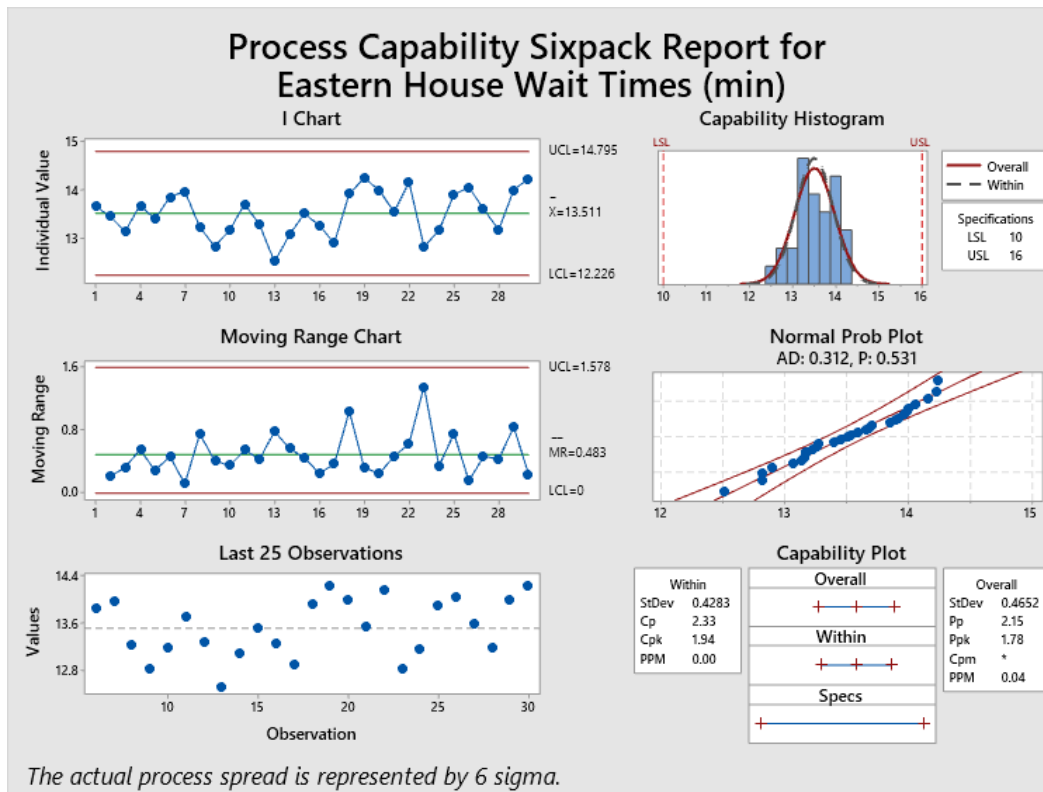 Process Capability Sixpack Report for
Eastern House Wait Times (min)
I Chart
Individual Value
15
14
13
UCL=14.795
_
X=13.511
LCL=12.226
1 4 7 10 13 16 19 22 25 28
Capability Histogram
LSL USL
10 11 12 13 14 15 16
Overall
Within
Specifications
LSL 10
USL 16
Moving Range Chart
Moving Range
1.6
0.8
0.0
UCL=1.578
__
MR=0.483
LCL=0
1 4 7 10 13 16 19 22 25 28
Normal Prob Plot
AD: 0.312, P: 0.531
12 13 14 15
Last 25 Observations
Values
14.4
13.6
12.8
10 15 20 25 30
Observation
Capability Plot
Within
StDev 0.4283
Cp 2.33
Cpk 1.94
PPM 0.00
Overall
Within
Specs
Overall
StDev 0.4652
Pp 2.15
Ppk 1.78
Cpm *
PPM 0.04
The actual process spread is represented by 6 sigma.